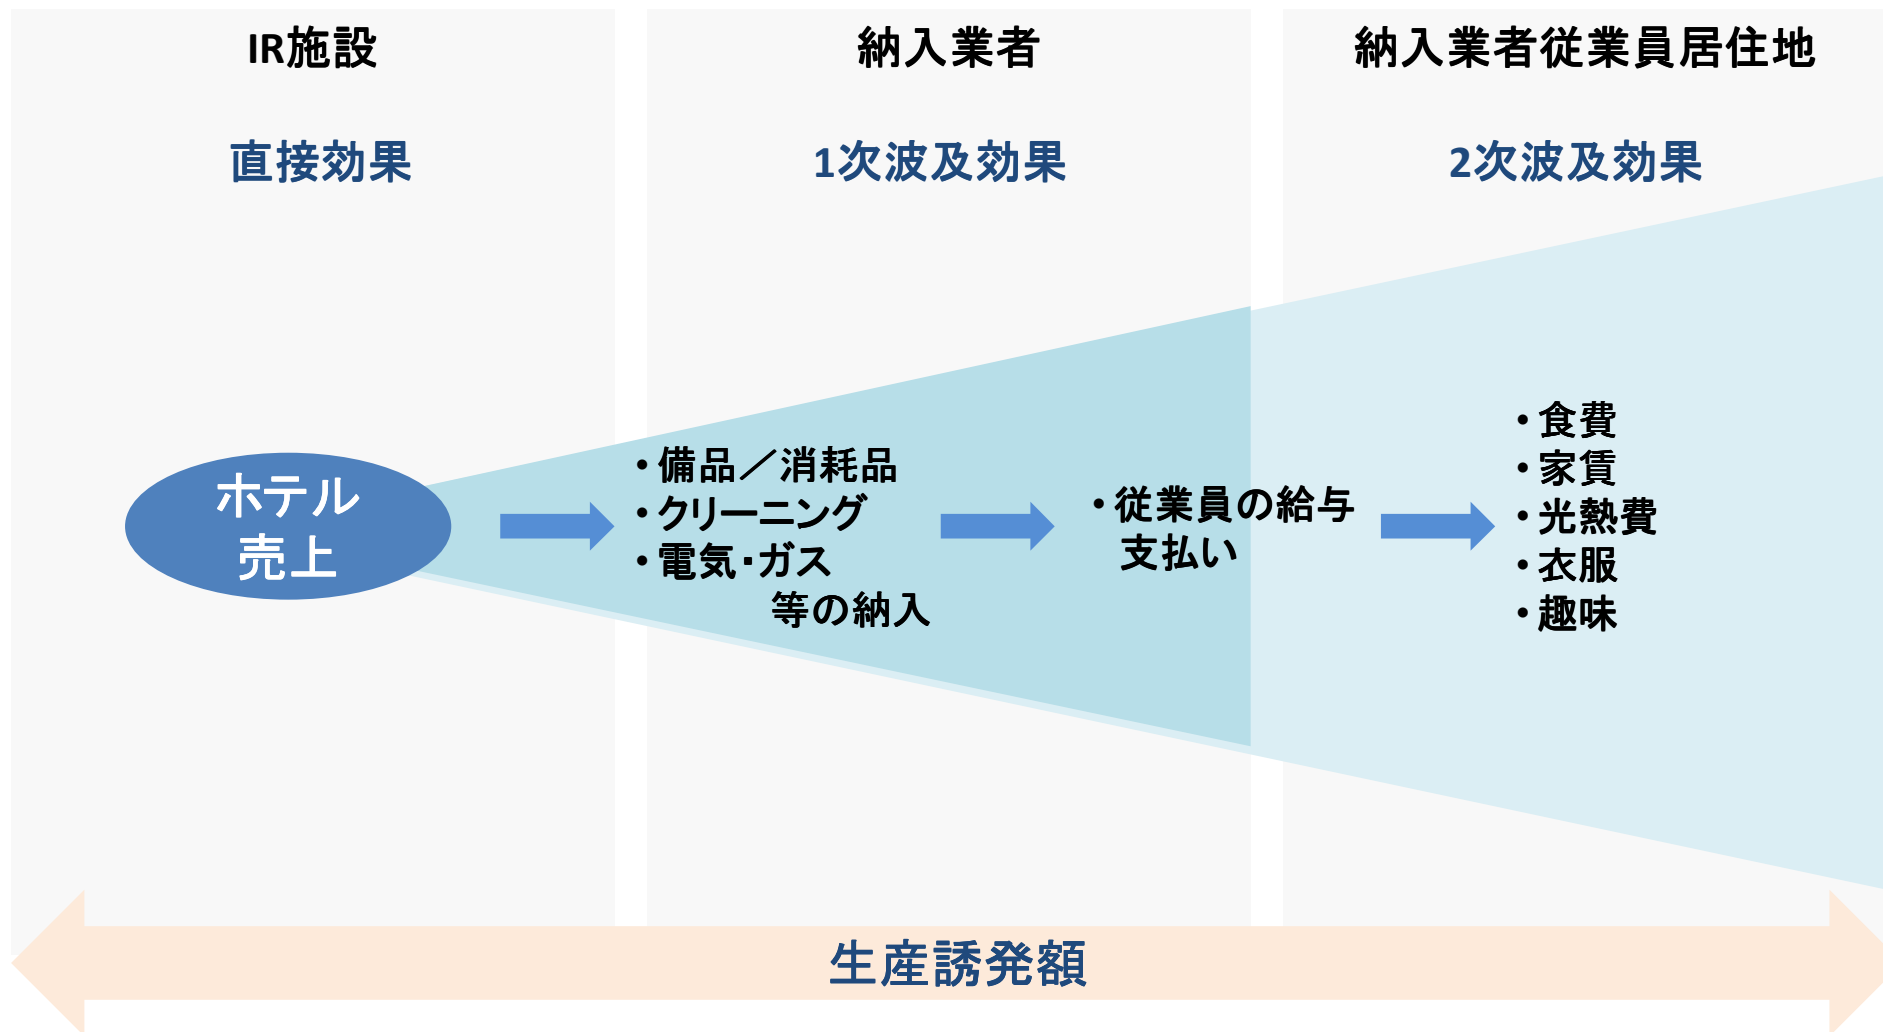 IR施設
直接効果
納入業者
1次波及効果
納入業者従業員居住地
2次波及効果
ホテル
売上
・備品／消耗品
・クリーニング
・電気・ガス
等の納入
・従業員の給与
支払い
・食費
・家賃
・光熱費
・衣服
・趣味
生産誘発額